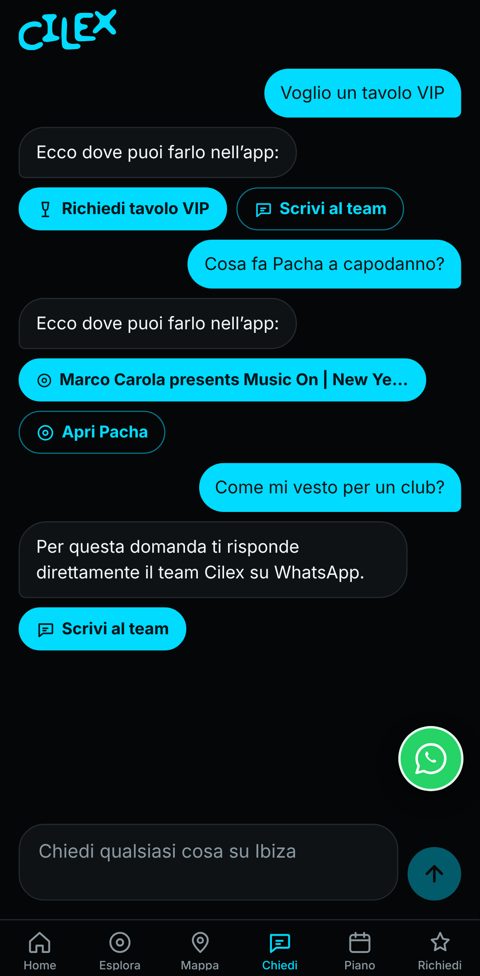 CILEX
Voglio un tavolo VIP
Ecco dove puoi farlo nell’app:
Richiedi tavolo VIP
Scrivi al team
Cosa fa Pacha a capodanno?
Ecco dove puoi farlo nell’app:
Marco Carola presents Music On | New Ye...
Apri Pacha
Come mi vesto per un club?
Per questa domanda ti risponde
direttamente il team Cilex su WhatsApp.
Scrivi al team
Chiedi qualsiasi cosa su Ibiza
Home
Esplora
Mappa
Chiedi
Piano
Richiedi